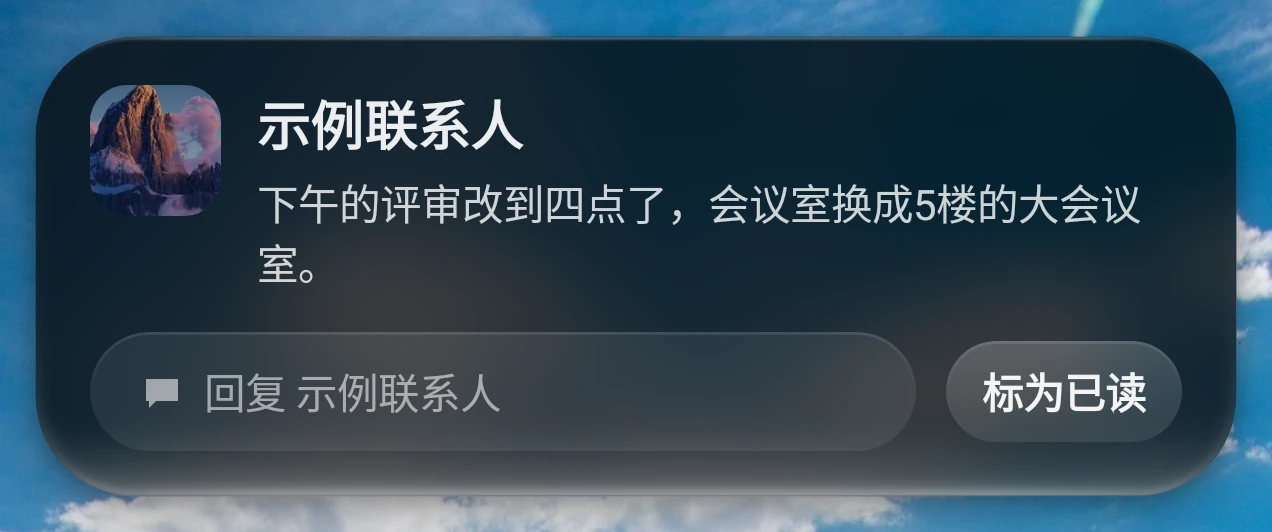 示例联系人
下午的评审改到四点了，会议室换成5楼的大会议
室。
回复 示例联系人
标为已读